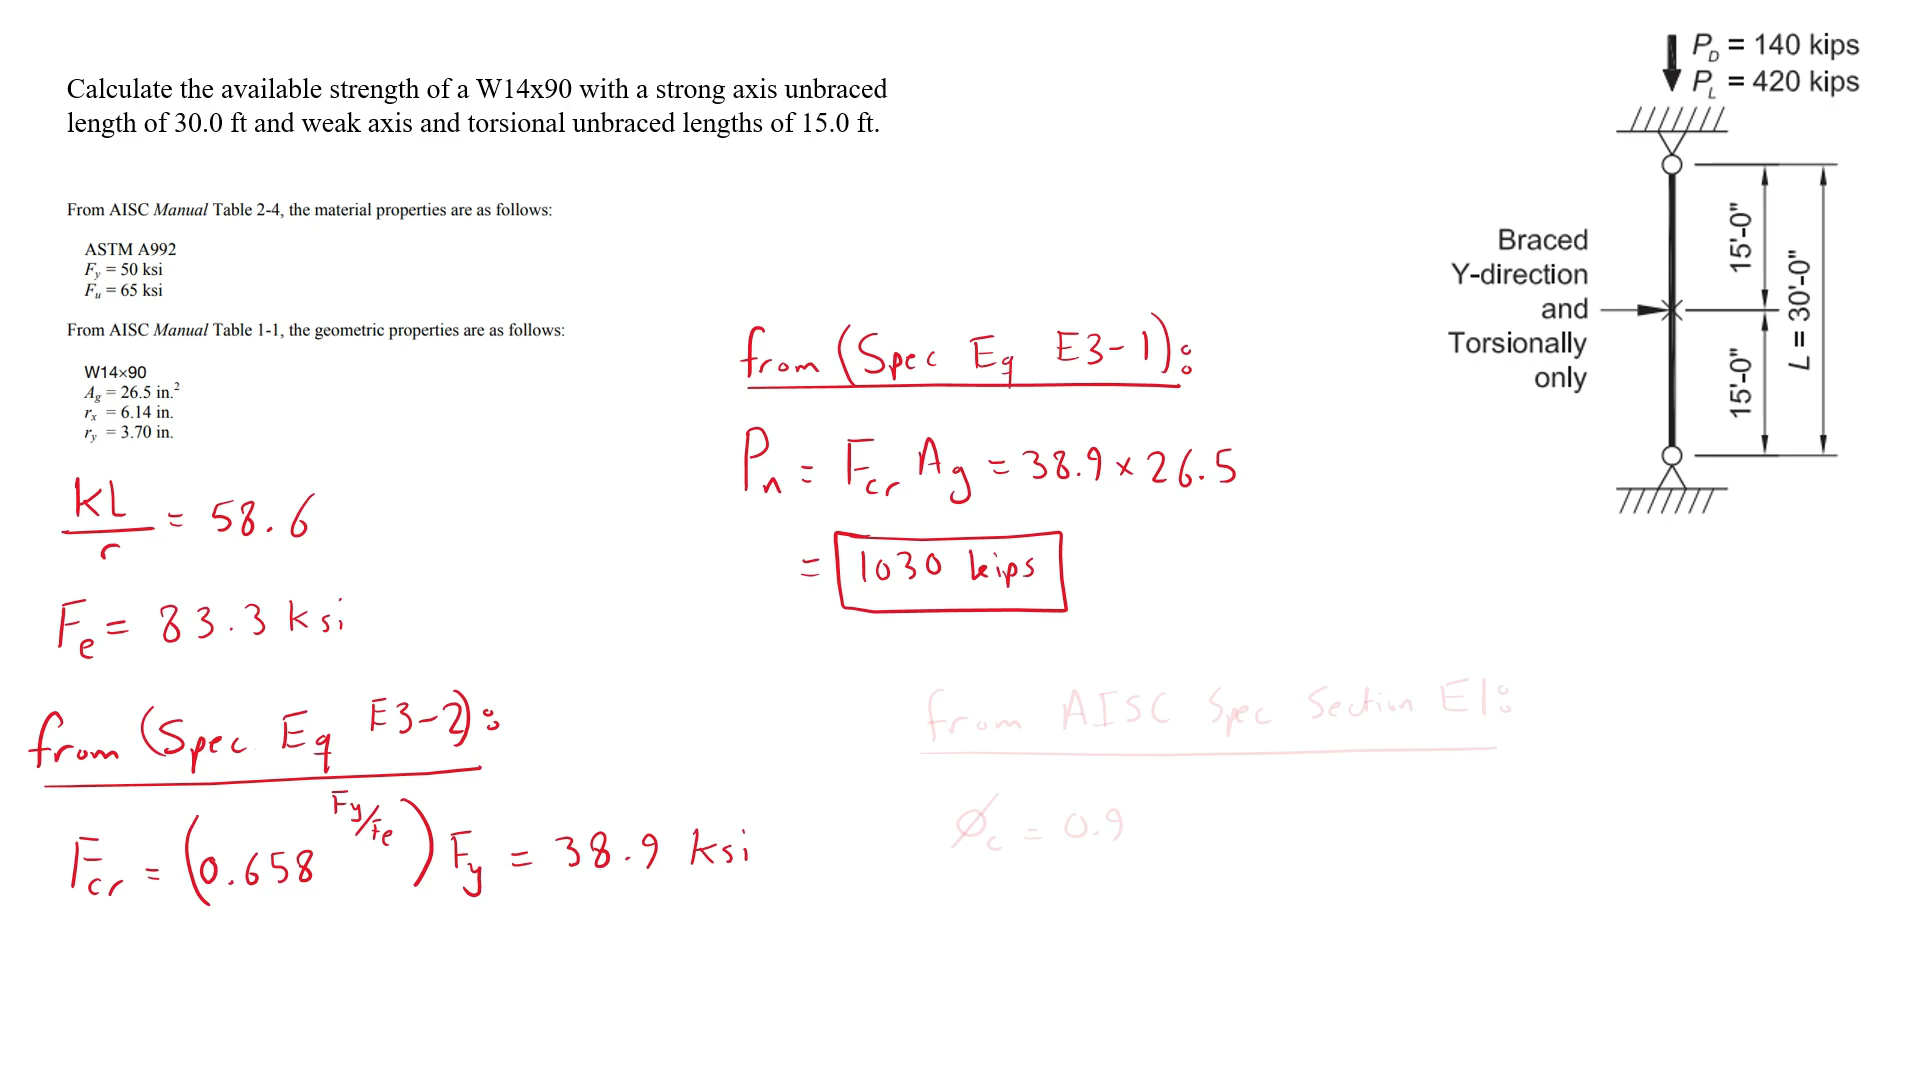 Calculate the available strength of a W14x90 with a strong axis unbraced
length of 30.0 ft and weak axis and torsional unbraced lengths of 15.0 ft.
From AISC Manual Table 2-4, the material properties are as follows:
ASTM A992
Fy = 50 ksi
Fu = 65 ksi
From AISC Manual Table 1-1, the geometric properties are as follows:
W14×90
Ag = 26.5 in.²
rx = 6.14 in.
ry = 3.70 in.
KL/r = 58.6
Fe = 83.3 ksi
from (Spec Eq E3-2):
Fcr = (0.658^Fy/Fe) Fy = 38.9 ksi
from (Spec Eq E3-1):
Pn = Fcr Ag = 38.9 × 26.5
= 1030 kips
from AISC Spec Section E1:
Øc = 0.9
PD = 140 kips
PL = 420 kips
Braced
Y-direction
and
Torsionally
only
15'-0"
15'-0"
L = 30'-0"